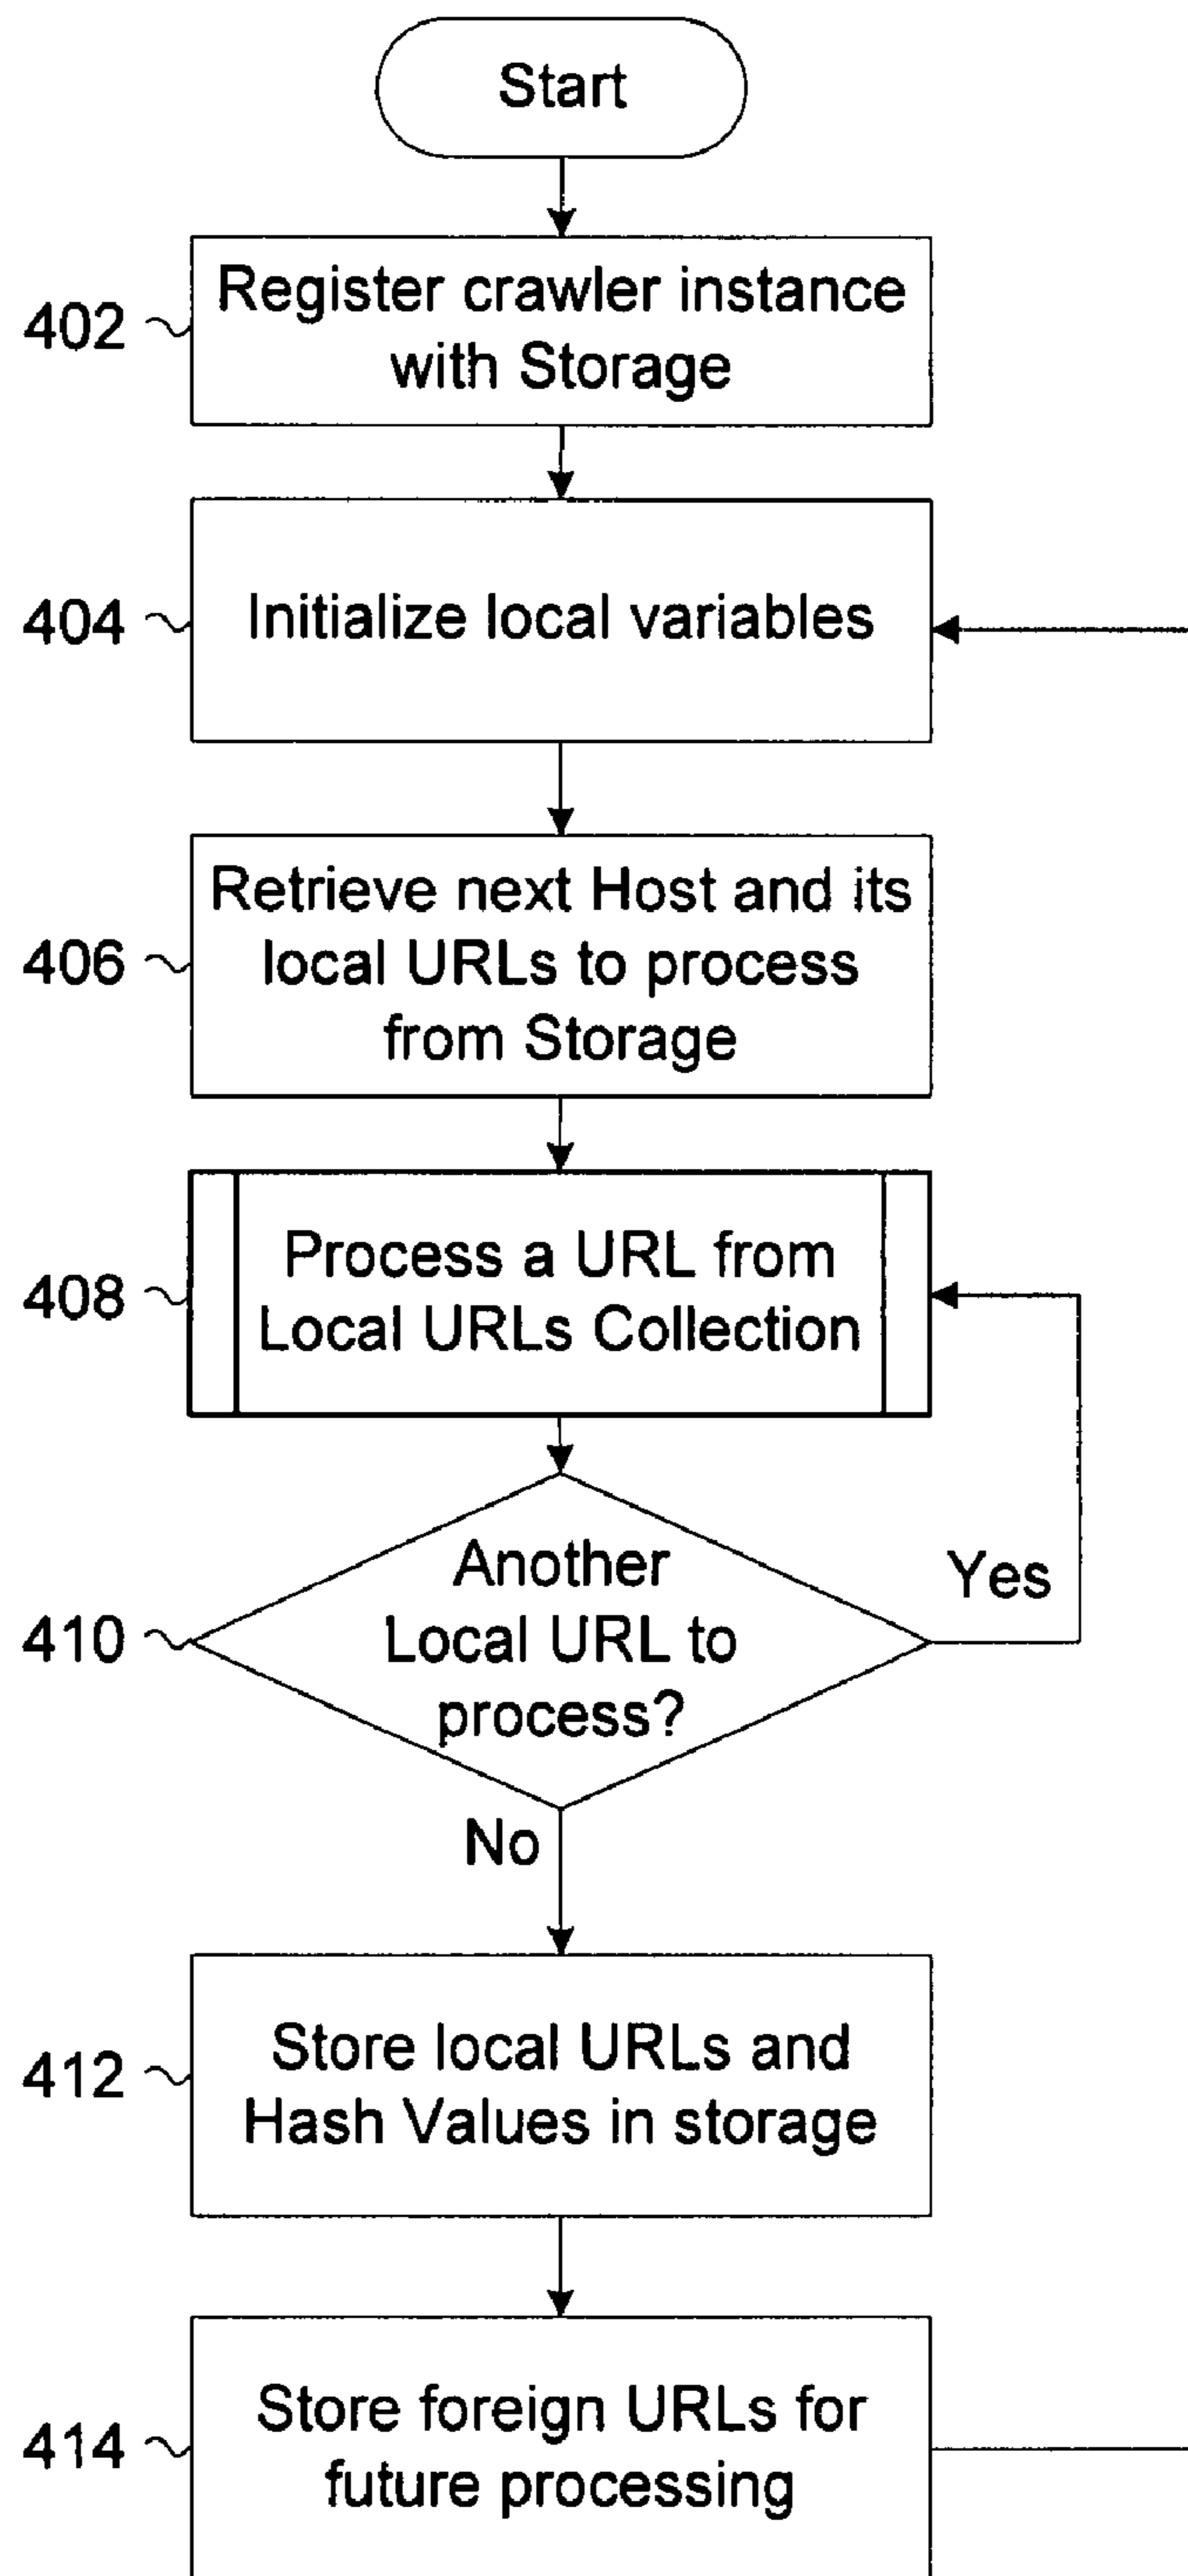 Start
402
Register crawler instance
with Storage
404
Initialize local variables
406
Retrieve next Host and its
local URLs to process
from Storage
408
Process a URL from
Local URLs Collection
410
Another
Local URL to
process?
Yes
No
412
Store local URLs and
Hash Values in storage
414
Store foreign URLs for
future processing